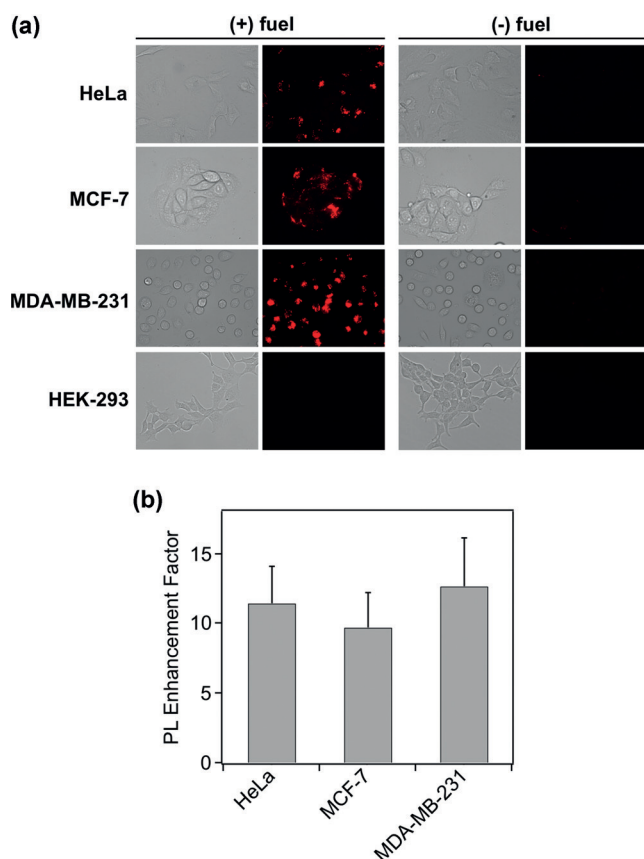 (a)
(+) fuel
(-) fuel
HeLa
MCF-7
MDA-MB-231
HEK-293
(b)
PL Enhancement Factor
15
10
5
0
HeLa
MCF-7
MDA-MB-231